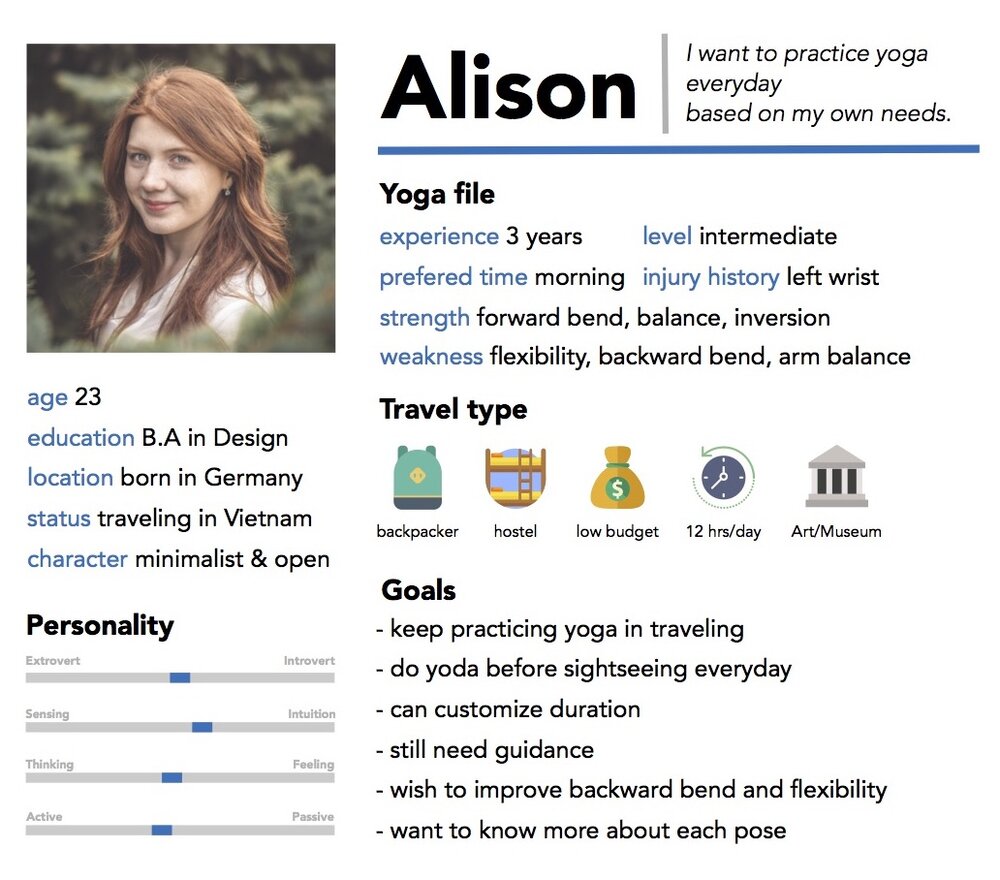 Alison
I want to practice yoga
everyday
based on my own needs.
Yoga file
experience 3 years level intermediate
prefered time morning injury history left wrist
strength forward bend, balance, inversion
weakness flexibility, backward bend, arm balance
age 23
education B.A in Design
location born in Germany
status traveling in Vietnam
character minimalist & open
Personality
Extrovert Introvert
Sensing Intuition
Thinking Feeling
Active Passive
Travel type
$
backpacker hostel low budget 12 hrs/day Art/Museum
Goals
- keep practicing yoga in traveling
- do yoda before sightseeing everyday
- can customize duration
- still need guidance
- wish to improve backward bend and flexibility
- want to know more about each pose